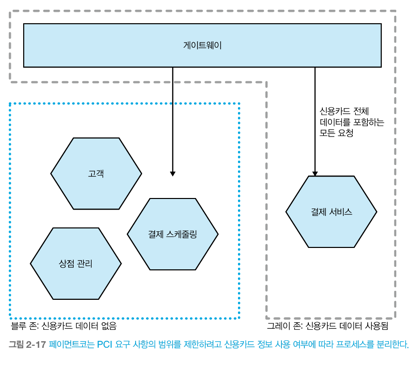 게이트웨이
신용카드 전체
데이터를 포함하는
모든 요청
고객
결제 스케줄링
결제 서비스
상점 관리
블루 존: 신용카드 데이터 없음
그레이 존: 신용카드 데이터 사용됨
그림 2-17 페이먼트코는 PCI 요구 사항의 범위를 제한하려고 신용카드 정보 사용 여부에 따라 프로세스를 분리한다.